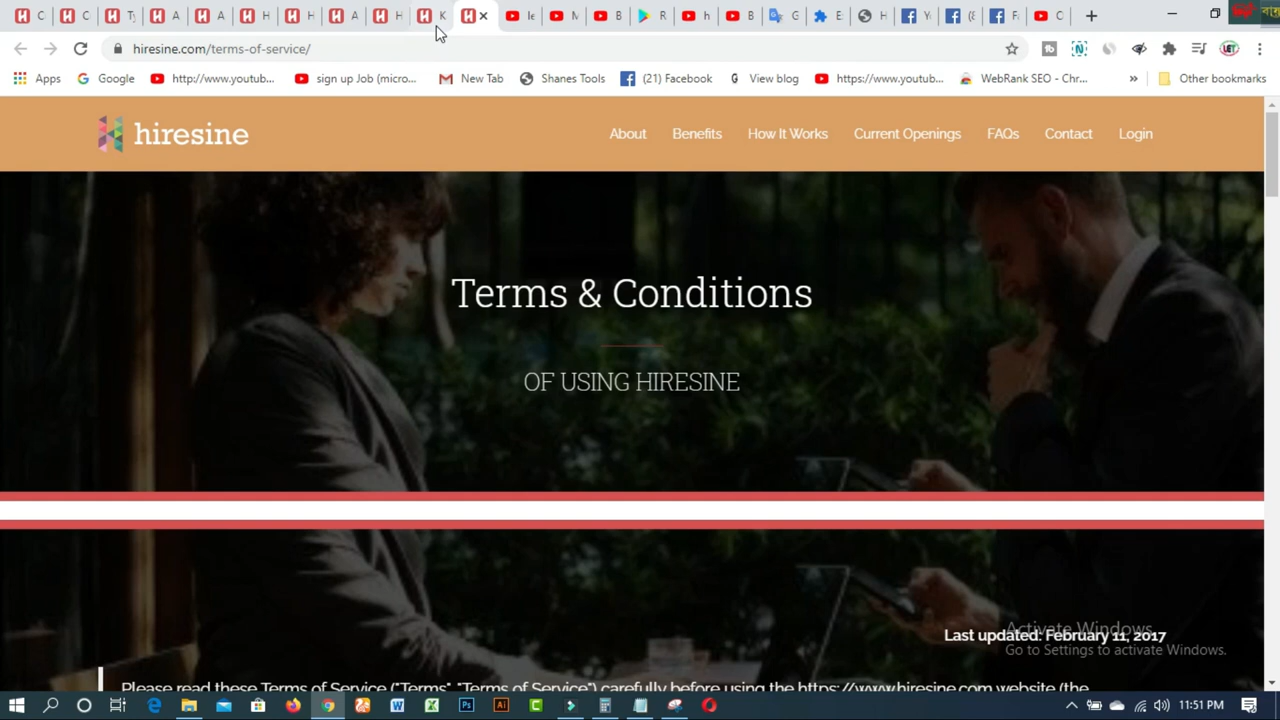 hiresine.com/terms-of-service/
Apps Google http://www.youtub... sign up Job (micro... New Tab Shanes Tools (21) Facebook View blog https://www.youtub... WebRank SEO - Chr... » Other bookmarks
hiresine About Benefits How It Works Current Openings FAQs Contact Login
Terms & Conditions
OF USING HIRESINE
Last updated: February 11, 2017
Activate Windows
Go to Settings to activate Windows.
Please read these Terms of Service ("Terms", "Terms of Service") carefully before using the https://www.hiresine.com website (the
11:51 PM